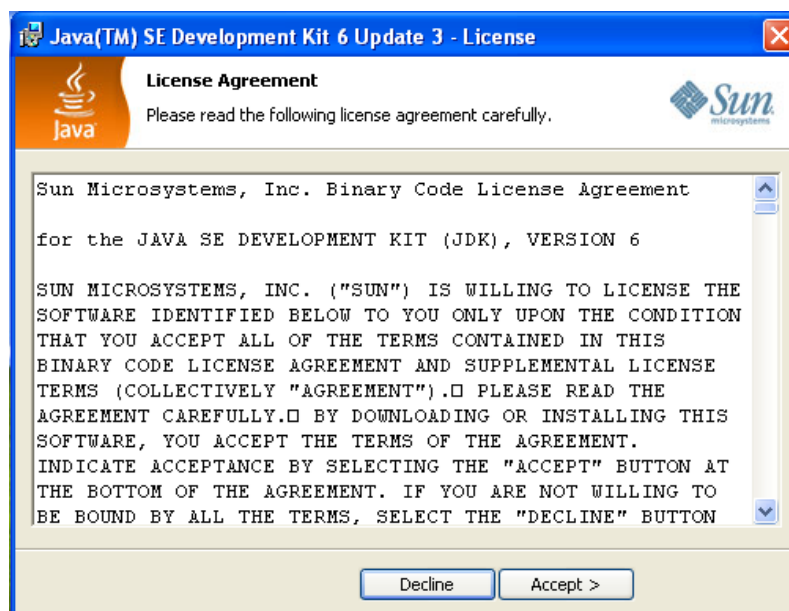 Java(TM) SE Development Kit 6 Update 3 - License
License Agreement
Please read the following license agreement carefully.
Java
Sun
microsystems
Sun Microsystems, Inc. Binary Code License Agreement
for the JAVA SE DEVELOPMENT KIT (JDK), VERSION 6
SUN MICROSYSTEMS, INC. ("SUN") IS WILLING TO LICENSE THE
SOFTWARE IDENTIFIED BELOW TO YOU ONLY UPON THE CONDITION
THAT YOU ACCEPT ALL OF THE TERMS CONTAINED IN THIS
BINARY CODE LICENSE AGREEMENT AND SUPPLEMENTAL LICENSE
TERMS (COLLECTIVELY "AGREEMENT").□ PLEASE READ THE
AGREEMENT CAREFULLY.□ BY DOWNLOADING OR INSTALLING THIS
SOFTWARE, YOU ACCEPT THE TERMS OF THE AGREEMENT.
INDICATE ACCEPTANCE BY SELECTING THE "ACCEPT" BUTTON AT
THE BOTTOM OF THE AGREEMENT. IF YOU ARE NOT WILLING TO
BE BOUND BY ALL THE TERMS, SELECT THE "DECLINE" BUTTON
Decline
Accept >